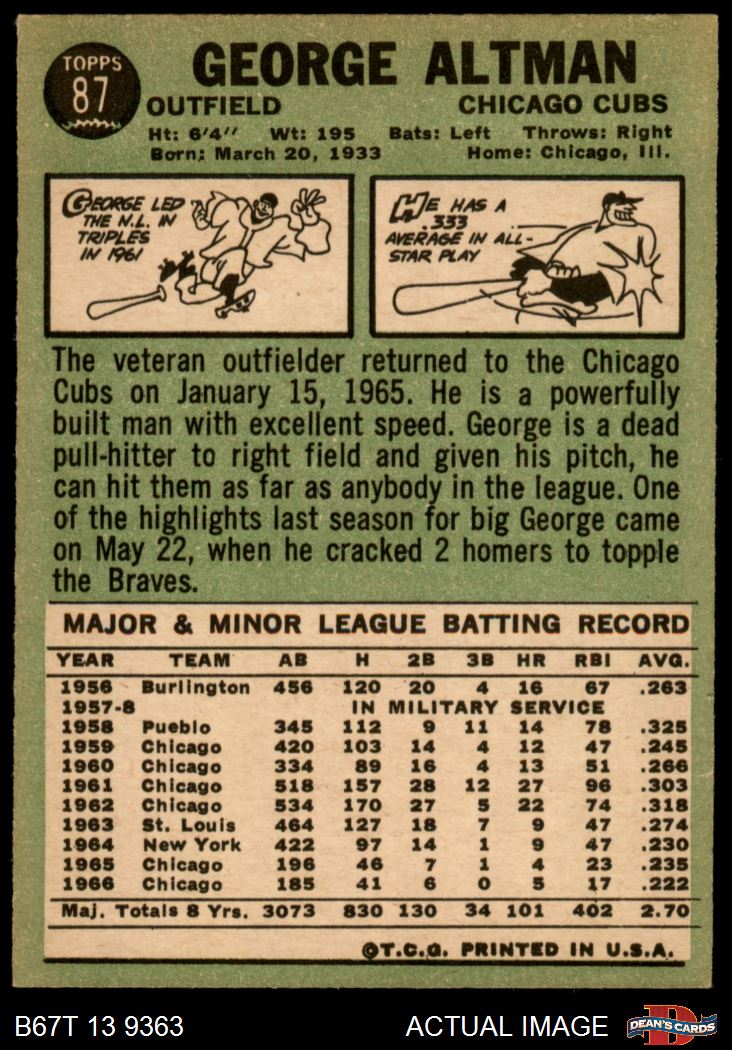 TOPPS
87
GEORGE ALTMAN
OUTFIELD CHICAGO CUBS
Ht: 6'4'' Wt: 195 Bats: Left Throws: Right
Born: March 20, 1933 Home: Chicago, Ill.
GEORGE LED
THE N.L. IN
TRIPLES
IN 1961
HE HAS A
.333
AVERAGE IN ALL-
STAR PLAY
The veteran outfielder returned to the Chicago
Cubs on January 15, 1965. He is a powerfully
built man with excellent speed. George is a dead
pull-hitter to right field and given his pitch, he
can hit them as far as anybody in the league. One
of the highlights last season for big George came
on May 22, when he cracked 2 homers to topple
the Braves.
MAJOR & MINOR LEAGUE BATTING RECORD
YEAR TEAM AB H 2B 3B HR RBI AVG.
1956 Burlington 456 120 20 4 16 67 .263
1957-8 IN MILITARY SERVICE
1958 Pueblo 345 112 9 11 14 78 .325
1959 Chicago 420 103 14 4 12 47 .245
1960 Chicago 334 89 16 4 13 51 .266
1961 Chicago 518 157 28 12 27 96 .303
1962 Chicago 534 170 27 5 22 74 .318
1963 St. Louis 464 127 18 7 9 47 .274
1964 New York 422 97 14 1 9 47 .230
1965 Chicago 196 46 7 1 4 23 .235
1966 Chicago 185 41 6 0 5 17 .222
Maj. Totals 8 Yrs. 3073 830 130 34 101 402 2.70
©T.C.G. PRINTED IN U.S.A.
B67T 13 9363 ACTUAL IMAGE D DEAN'S CARDS